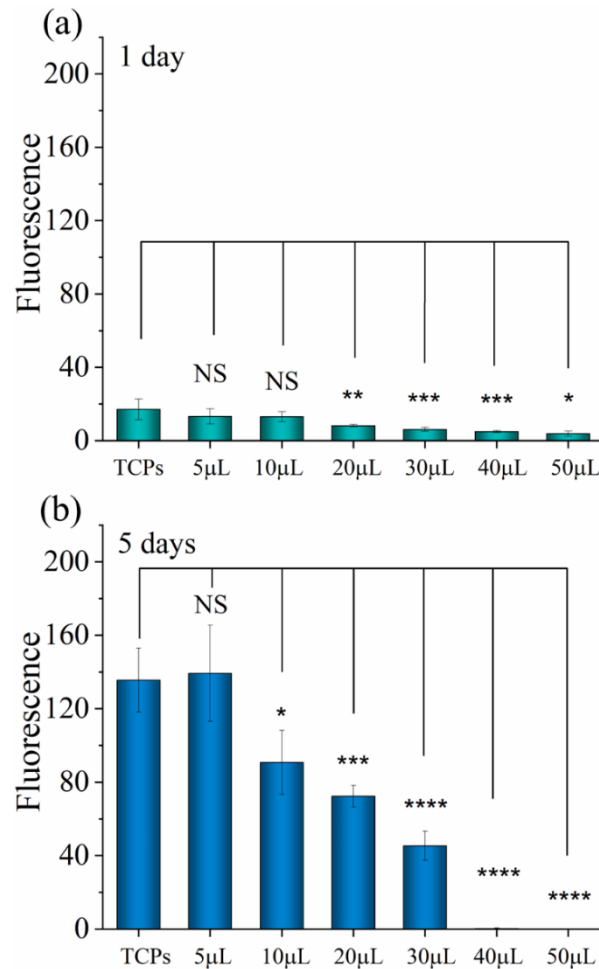 (a)
1 day
200
160
120
80
40
0
Fluorescence
NS
NS
**
***
***
*
TCPs 5μL 10μL 20μL 30μL 40μL 50μL
(b)
5 days
200
160
120
80
40
0
Fluorescence
NS
*
***
****
****
****
TCPs 5μL 10μL 20μL 30μL 40μL 50μL